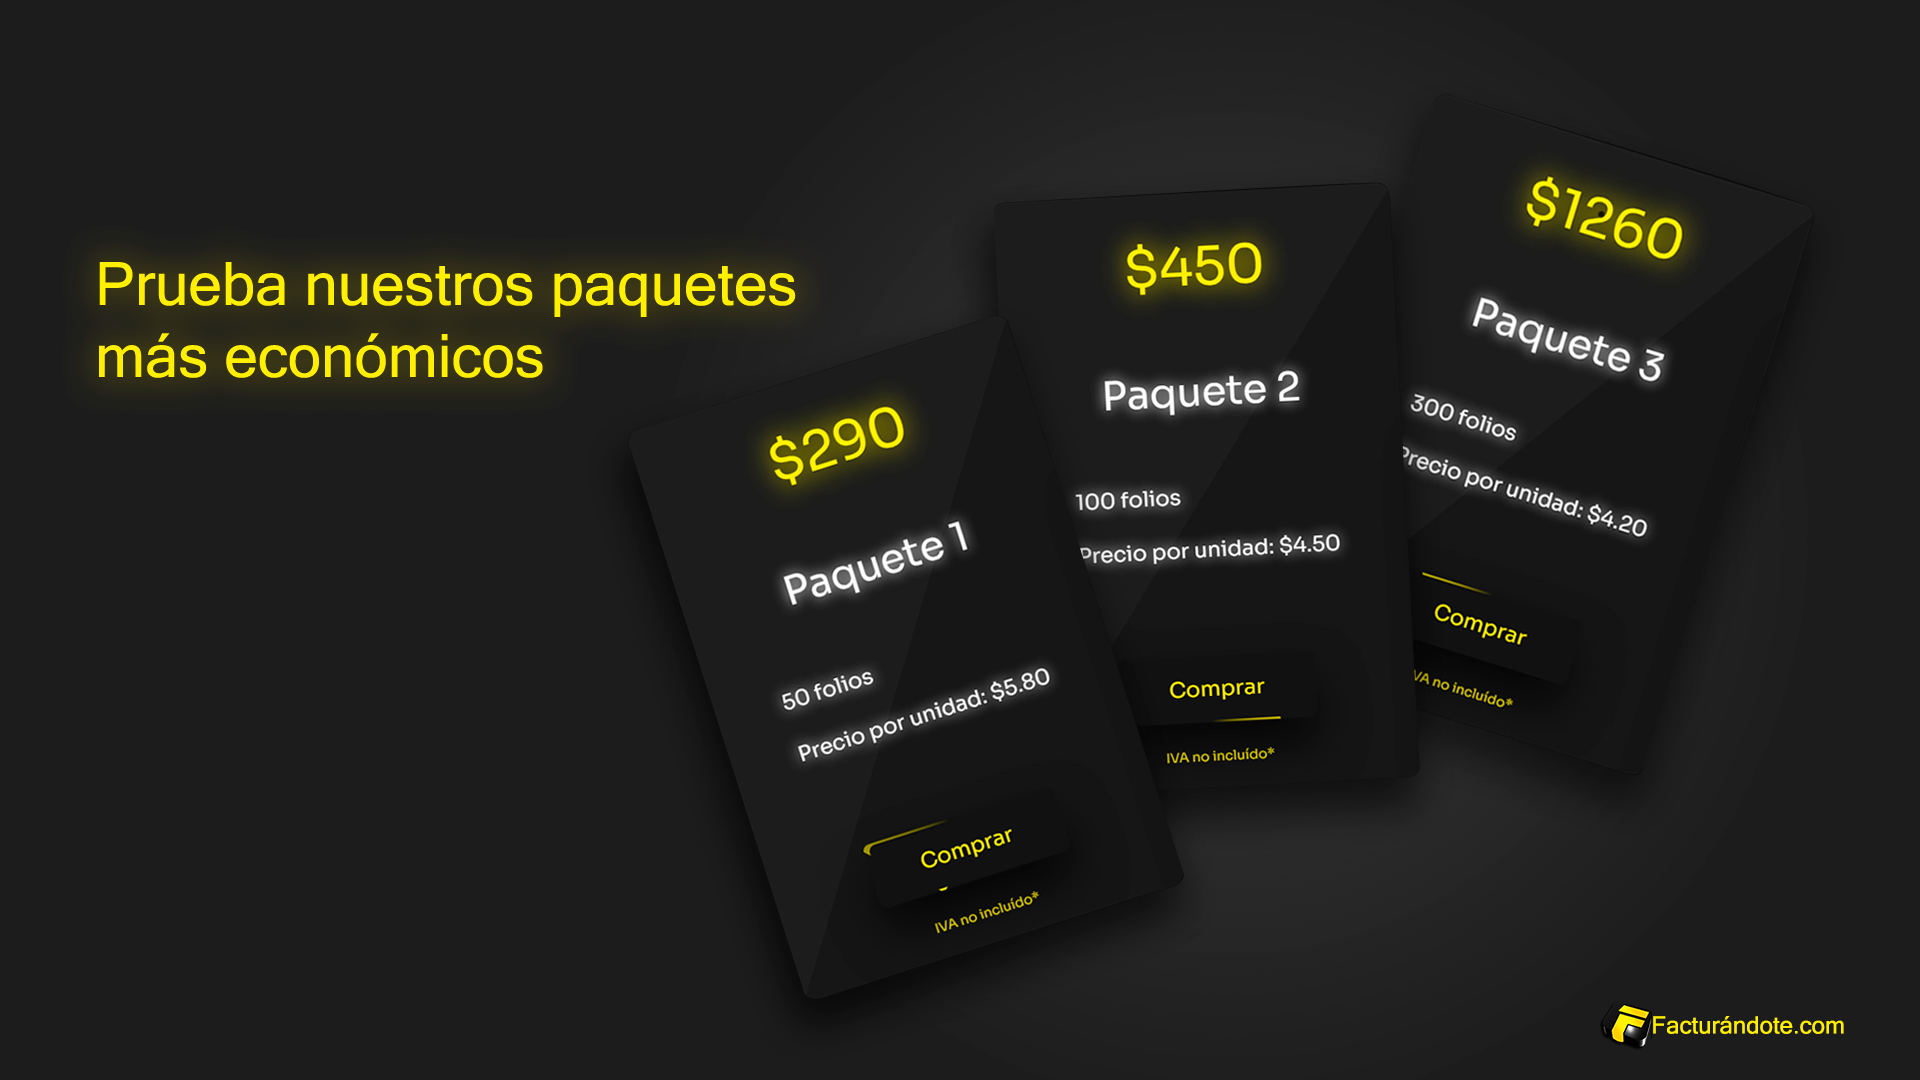 Prueba nuestros paquetes
más económicos
$290
Paquete 1
50 folios
Precio por unidad: $5.80
Comprar
IVA no incluído*
$450
Paquete 2
100 folios
Precio por unidad: $4.50
Comprar
IVA no incluído*
$1260
Paquete 3
300 folios
Precio por unidad: $4.20
Comprar
IVA no incluído*
Facturándote.com